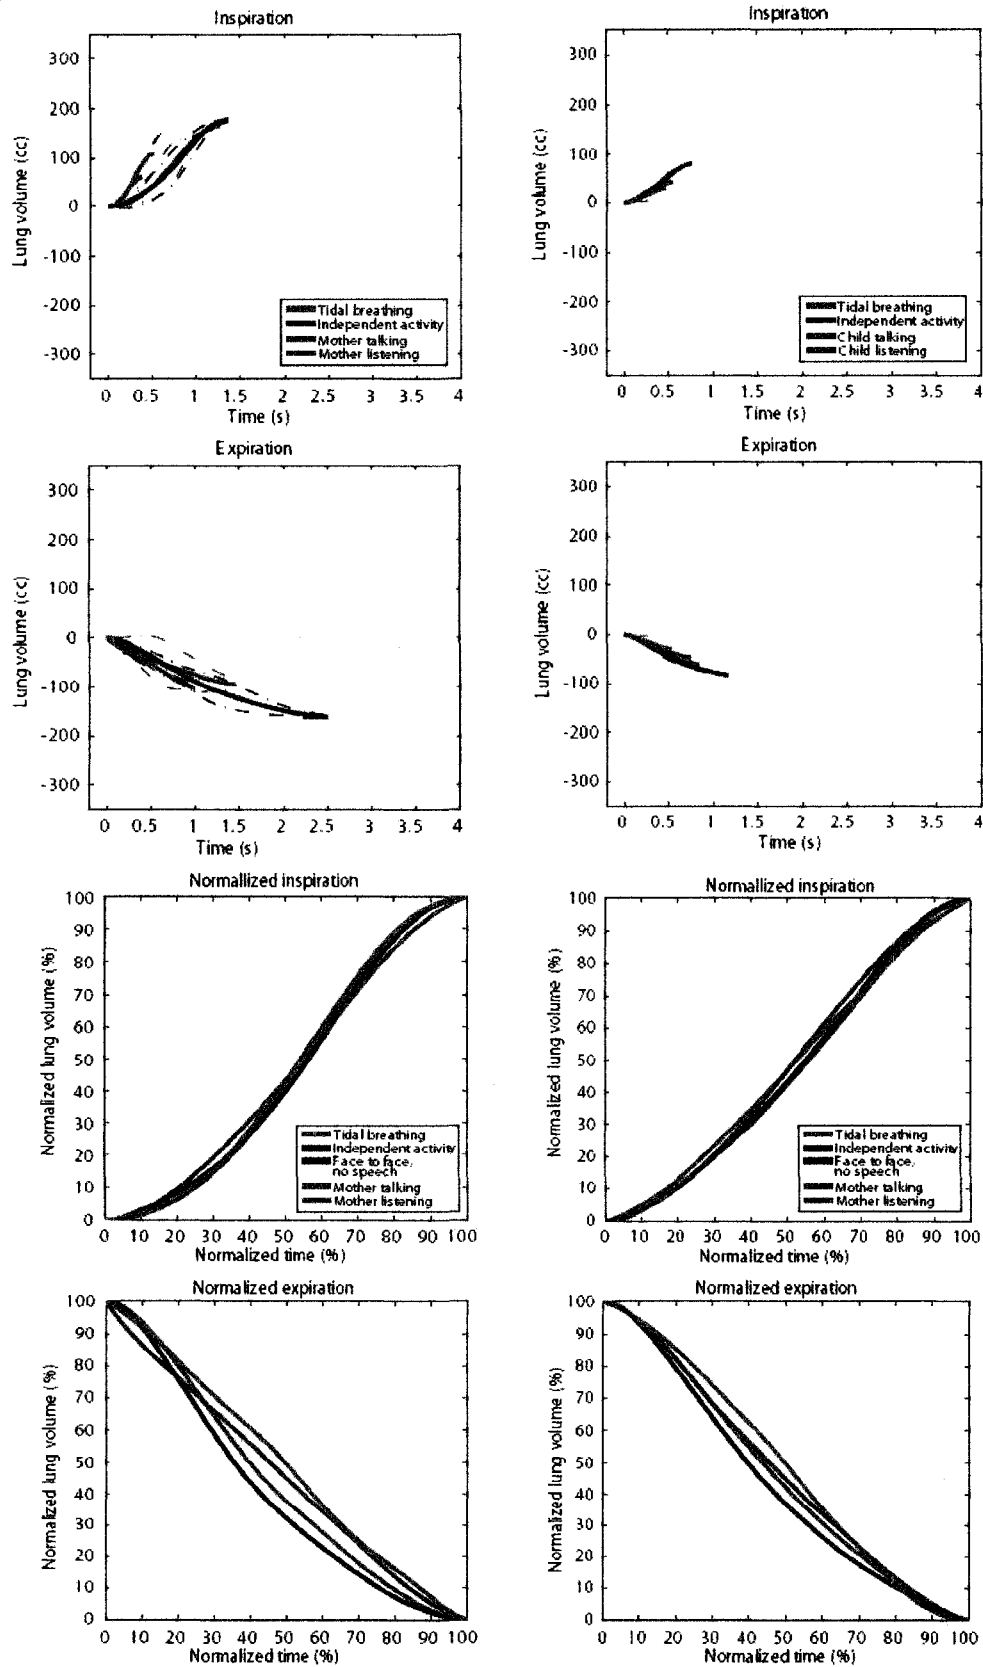 Inspiration
300
200
100
0
-100
-200
-300
Lung volume (cc)
Tidal breathing
Independent activity
Mother talking
Mother listening
0 0.5 1 1.5 2 2.5 3 3.5 4
Time (s)
Inspiration
300
200
100
0
-100
-200
-300
Lung volume (cc)
Tidal breathing
Independent activity
Child talking
Child listening
0 0.5 1 1.5 2 2.5 3 3.5 4
Time (s)
Expiration
300
200
100
0
-100
-200
-300
Lung volume (cc)
0 0.5 1 1.5 2 2.5 3 3.5 4
Time (s)
Expiration
300
200
100
0
-100
-200
-300
Lung volume (cc)
0 0.5 1 1.5 2 2.5 3 3.5 4
Time (s)
Normallized inspiration
100
90
80
70
60
50
40
30
20
10
0
Normalized lung volume (%)
Tidal breathing
Independent activity
Face to face,
no speech
Mother talking
Mother listening
0 10 20 30 40 50 60 70 80 90 100
Normalized time (%)
Normallized inspiration
100
90
80
70
60
50
40
30
20
10
0
Normalized lung volume (%)
Tidal breathing
Independent activity
Face to face,
no speech
Mother talking
Mother listening
0 10 20 30 40 50 60 70 80 90 100
Normalized time (%)
Normalized expiration
100
90
80
70
60
50
40
30
20
10
0
Normalized lung volume (%)
0 10 20 30 40 50 60 70 80 90 100
Normalized time (%)
Normalized expiration
100
90
80
70
60
50
40
30
20
10
0
Normalized lung volume (%)
0 10 20 30 40 50 60 70 80 90 100
Normalized time (%)